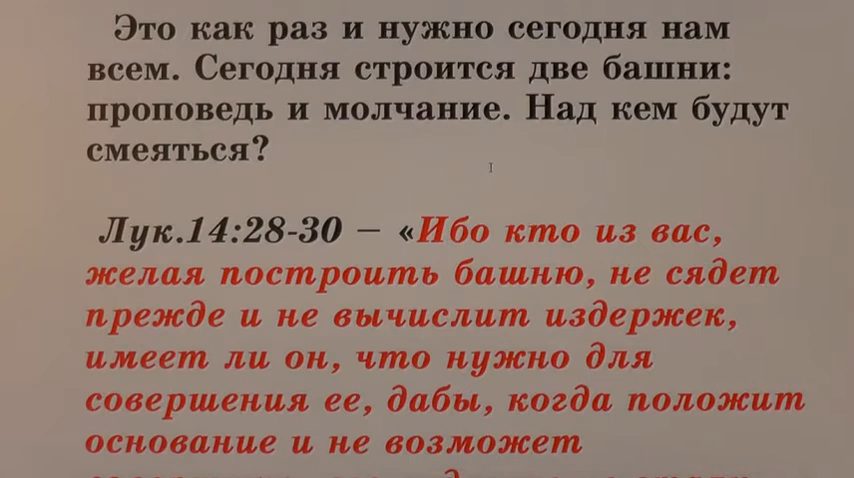 Это как раз и нужно сегодня нам
всем. Сегодня строится две башни:
проповедь и молчание. Над кем будут
смеяться?
Лук.14:28-30 – «Ибо кто из вас,
желая построить башню, не сядет
прежде и не вычислит издержек,
имеет ли он, что нужно для
совершения ее, дабы, когда положит
основание и не возможет